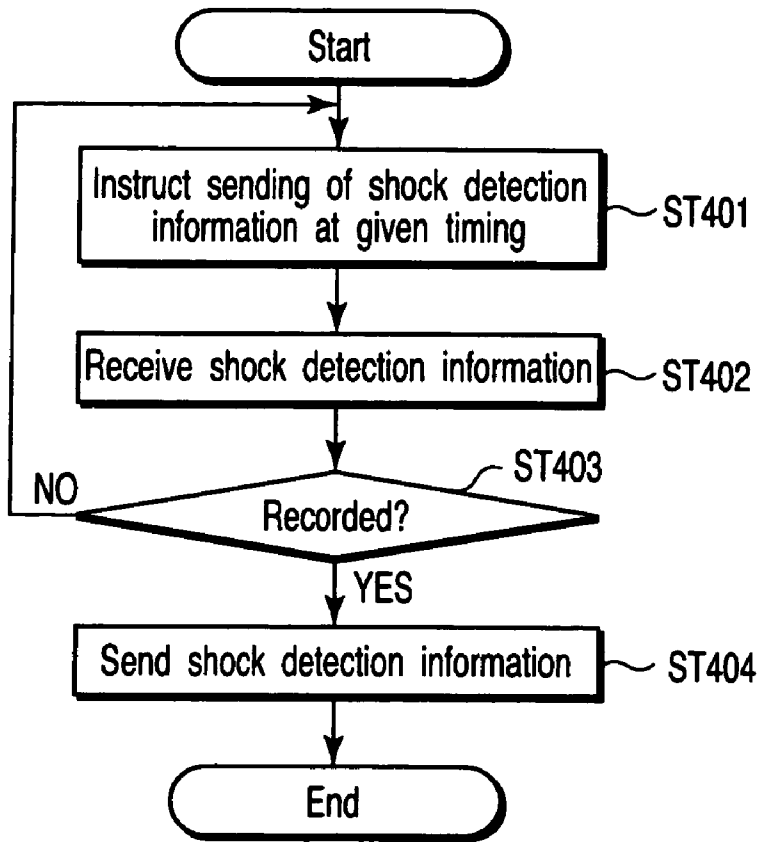 Start
Instruct sending of shock detection
information at given timing
ST401
Receive shock detection information
ST402
ST403
Recorded?
NO
YES
Send shock detection information
ST404
End